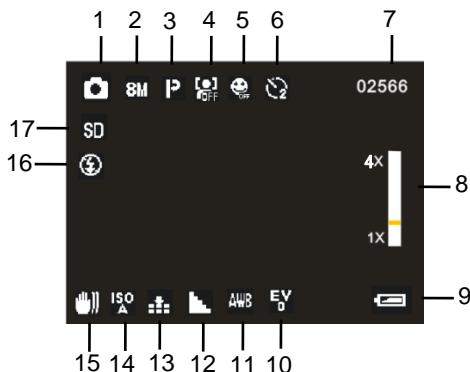 1 2 3 4 5 6 7
8M P OFF OFF 2 02566
17 SD
16 4X 8
1X
9
ISO A AWB EV 0
15 14 13 12 11 10